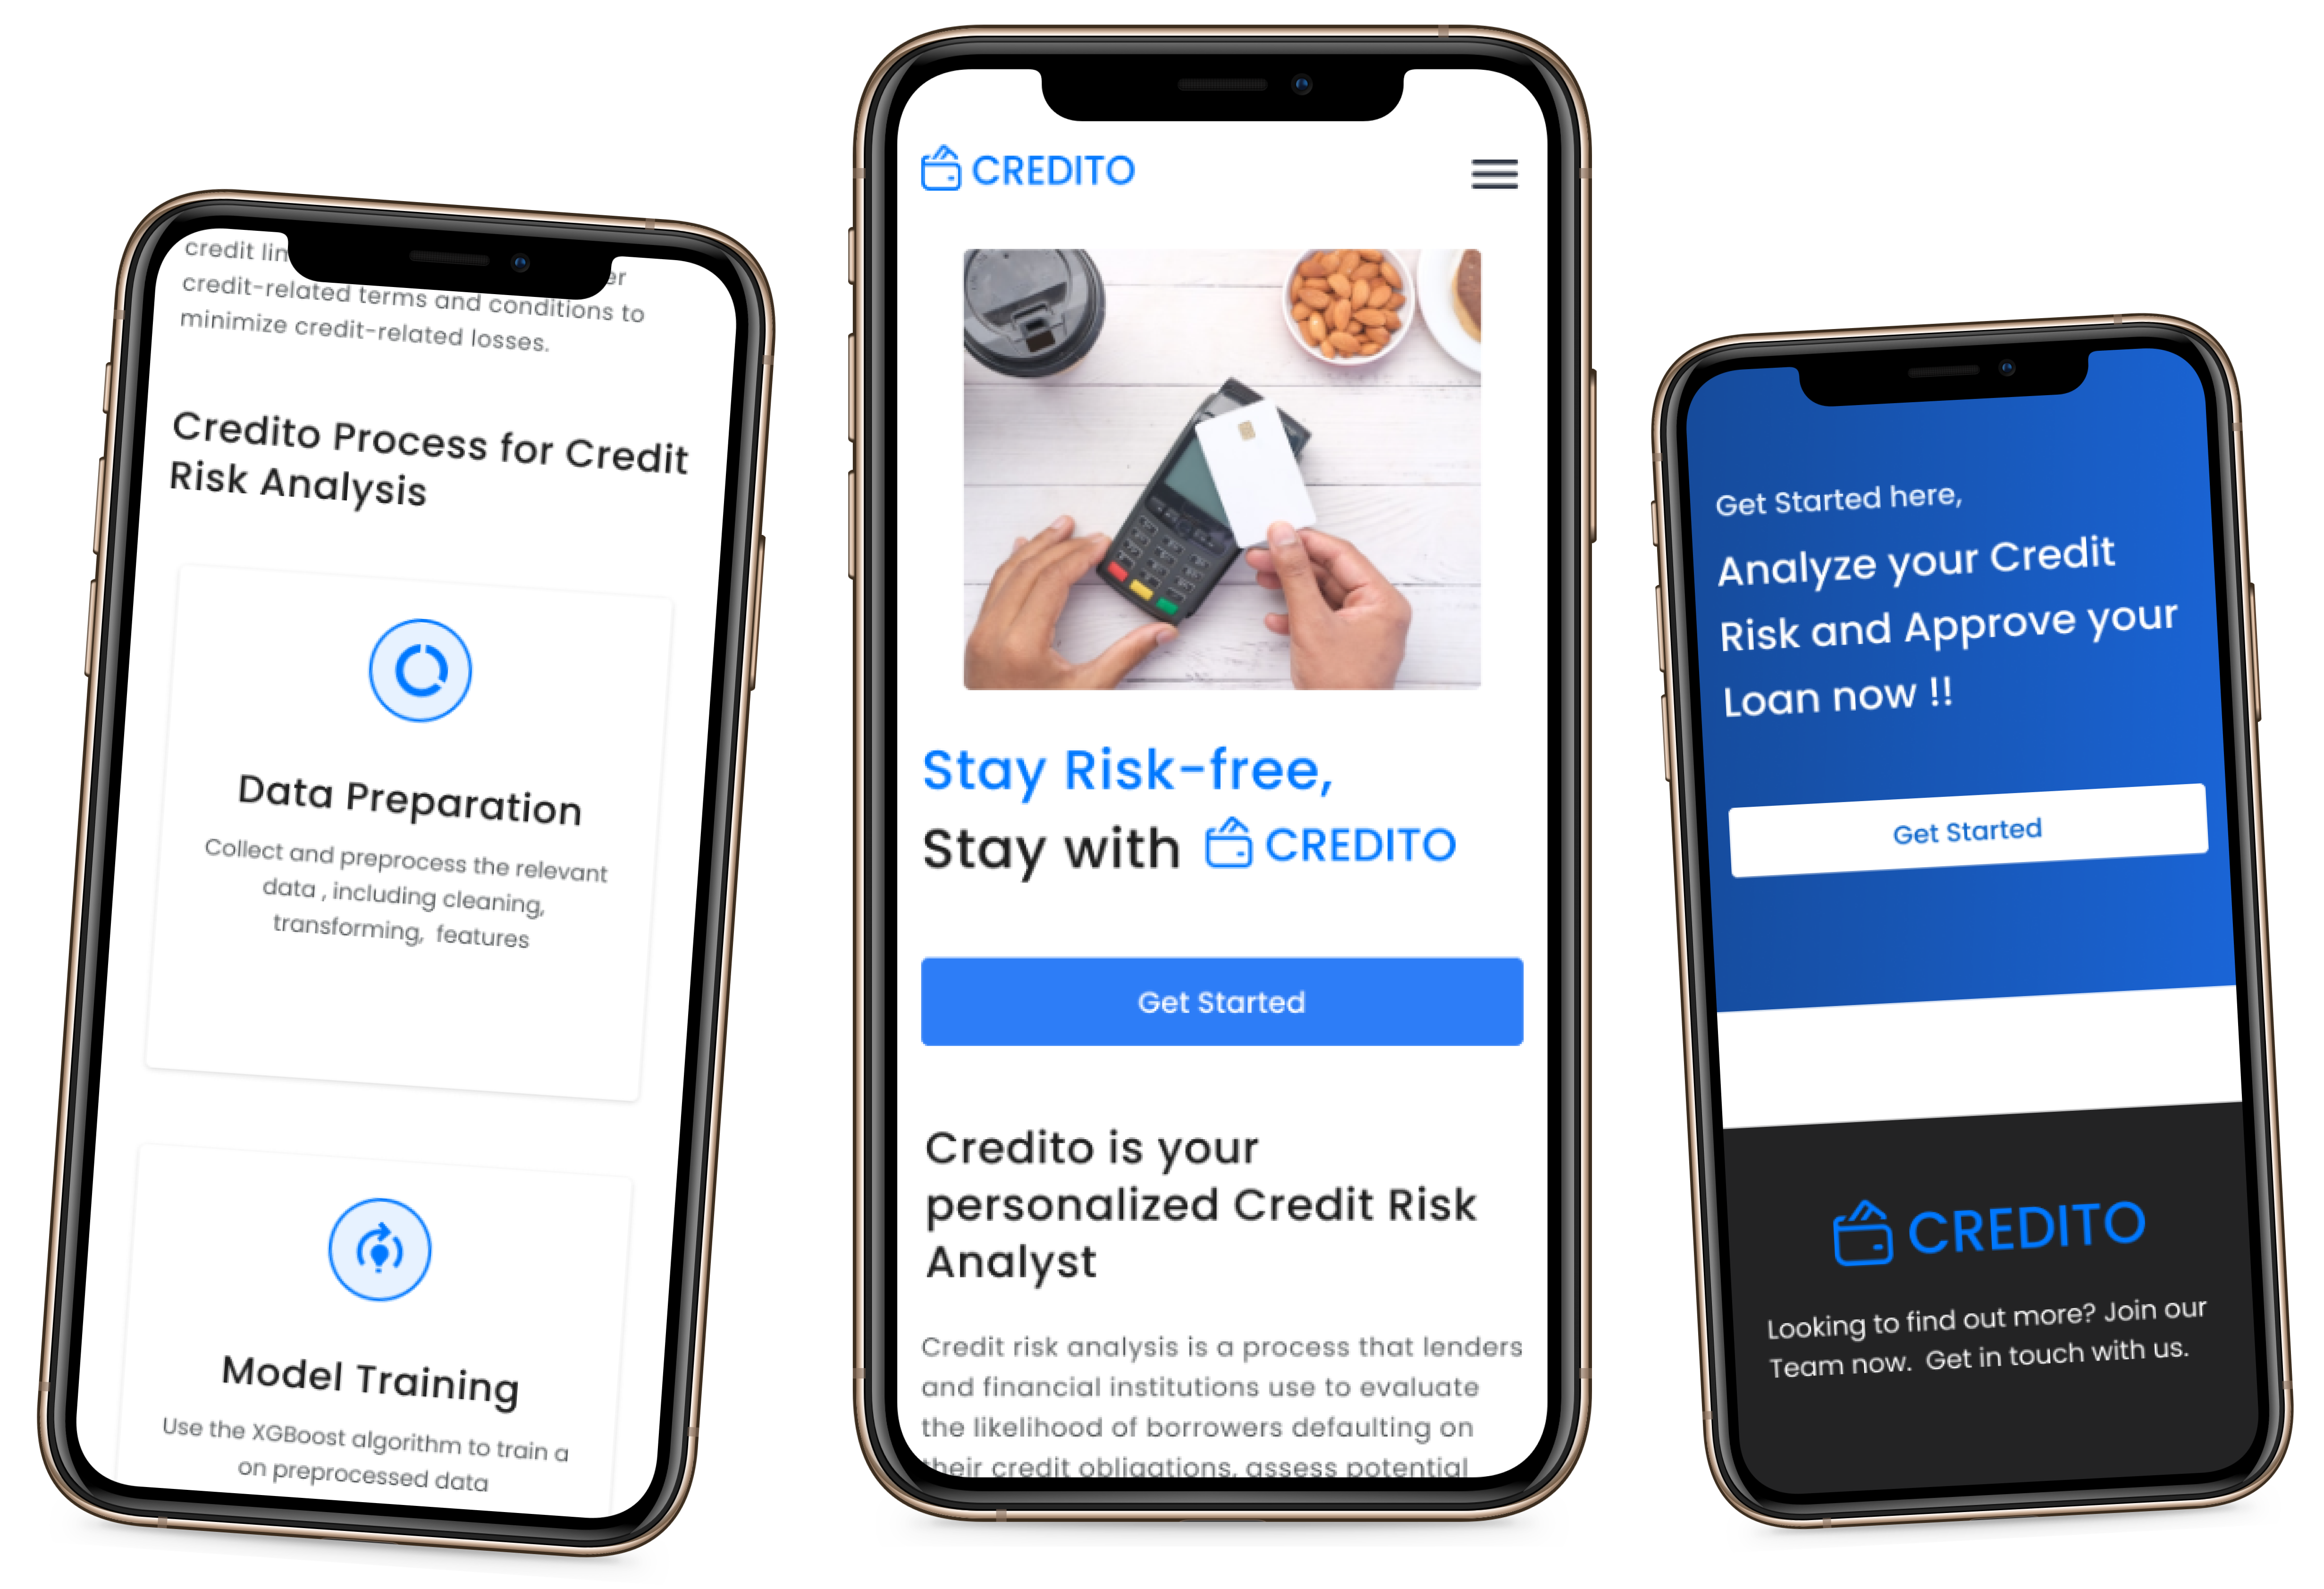 credit lin
er
credit-related terms and conditions to
minimize credit-related losses.
Credito Process for Credit
Risk Analysis
Data Preparation
Collect and preprocess the relevant
data , including cleaning,
transforming,  features
Model Training
Use the XGBoost algorithm to train a
on preprocessed data
CREDITO
Stay Risk-free,
Stay with CREDITO
Get Started
Credito is your
personalized Credit Risk
Analyst
Credit risk analysis is a process that lenders
and financial institutions use to evaluate
the likelihood of borrowers defaulting on
their credit obligations, assess potential
Get Started here,
Analyze your Credit
Risk and Approve your
Loan now !!
Get Started
CREDITO
Looking to find out more? Join our
Team now.  Get in touch with us.